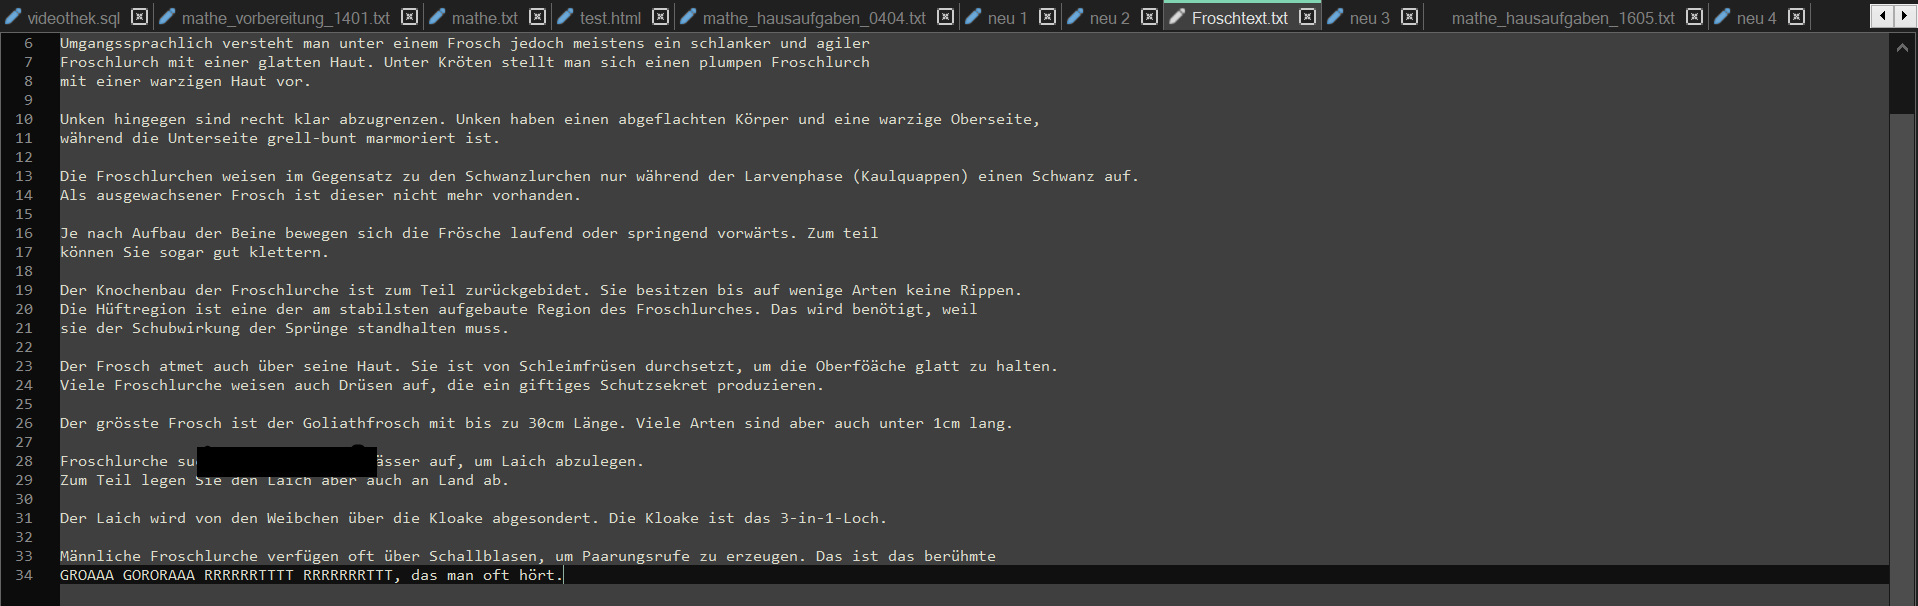 videothek.sql mathe_vorbereitung_1401.txt mathe.txt test.html mathe_hausaufgaben_0404.txt neu 1 neu 2 Froschtext.txt neu 3 mathe_hausaufgaben_1605.txt neu 4
6 Umgangssprachlich versteht man unter einem Frosch jedoch meistens ein schlanker und agiler
7 Froschlurch mit einer glatten Haut. Unter Kröten stellt man sich einen plumpen Froschlurch
8 mit einer warzigen Haut vor.
9
10 Unken hingegen sind recht klar abzugrenzen. Unken haben einen abgeflachten Körper und eine warzige Oberseite,
11 während die Unterseite grell-bunt marmoriert ist.
12
13 Die Froschlurchen weisen im Gegensatz zu den Schwanzlurchen nur während der Larvenphase (Kaulquappen) einen Schwanz auf.
14 Als ausgewachsener Frosch ist dieser nicht mehr vorhanden.
15
16 Je nach Aufbau der Beine bewegen sich die Frösche laufend oder springend vorwärts. Zum teil
17 können Sie sogar gut klettern.
18
19 Der Knochenbau der Froschlurche ist zum Teil zurückgebidet. Sie besitzen bis auf wenige Arten keine Rippen.
20 Die Hüftregion ist eine der am stabilsten aufgebaute Region des Froschlurches. Das wird benötigt, weil
21 sie der Schubwirkung der Sprünge standhalten muss.
22
23 Der Frosch atmet auch über seine Haut. Sie ist von Schleimfrüsen durchsetzt, um die Oberföäche glatt zu halten.
24 Viele Froschlurche weisen auch Drüsen auf, die ein giftiges Schutzsekret produzieren.
25
26 Der grösste Frosch ist der Goliathfrosch mit bis zu 30cm Länge. Viele Arten sind aber auch unter 1cm lang.
27
28 Froschlurche ässer auf, um Laich abzulegen.
29 Zum Teil legen Sie den Laich aber auch an Land ab.
30
31 Der Laich wird von den Weibchen über die Kloake abgesondert. Die Kloake ist das 3-in-1-Loch.
32
33 Männliche Froschlurche verfügen oft über Schallblasen, um Paarungsrufe zu erzeugen. Das ist das berühmte
34 GROAAA GORORAAA RRRRRRTTTT RRRRRRRTTT, das man oft hört.